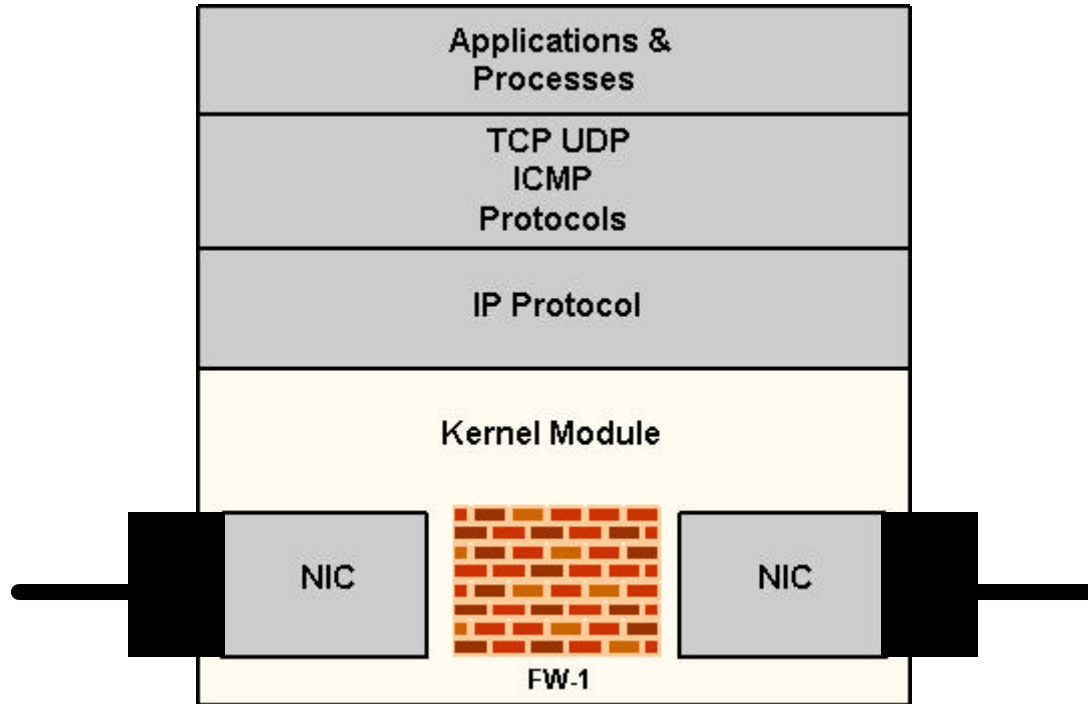 Applications &
Processes
TCP UDP
ICMP
Protocols
IP Protocol
Kernel Module
NIC
NIC
FW-1